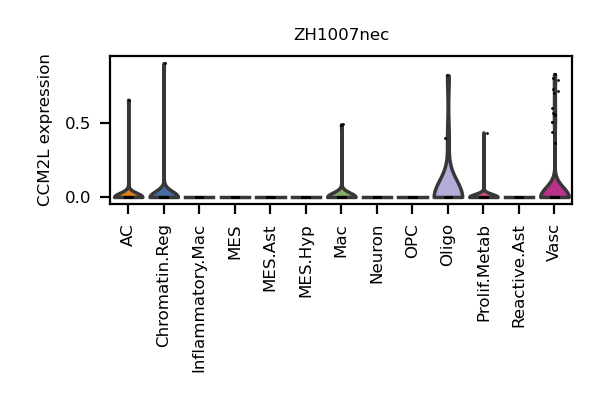 ZH1007nec
CCM2L expression
0.5
0.0
AC
Chromatin.Reg
Inflammatory.Mac
MES
MES.Ast
MES.Hyp
Mac
Neuron
OPC
Oligo
Prolif.Metab
Reactive.Ast
Vasc